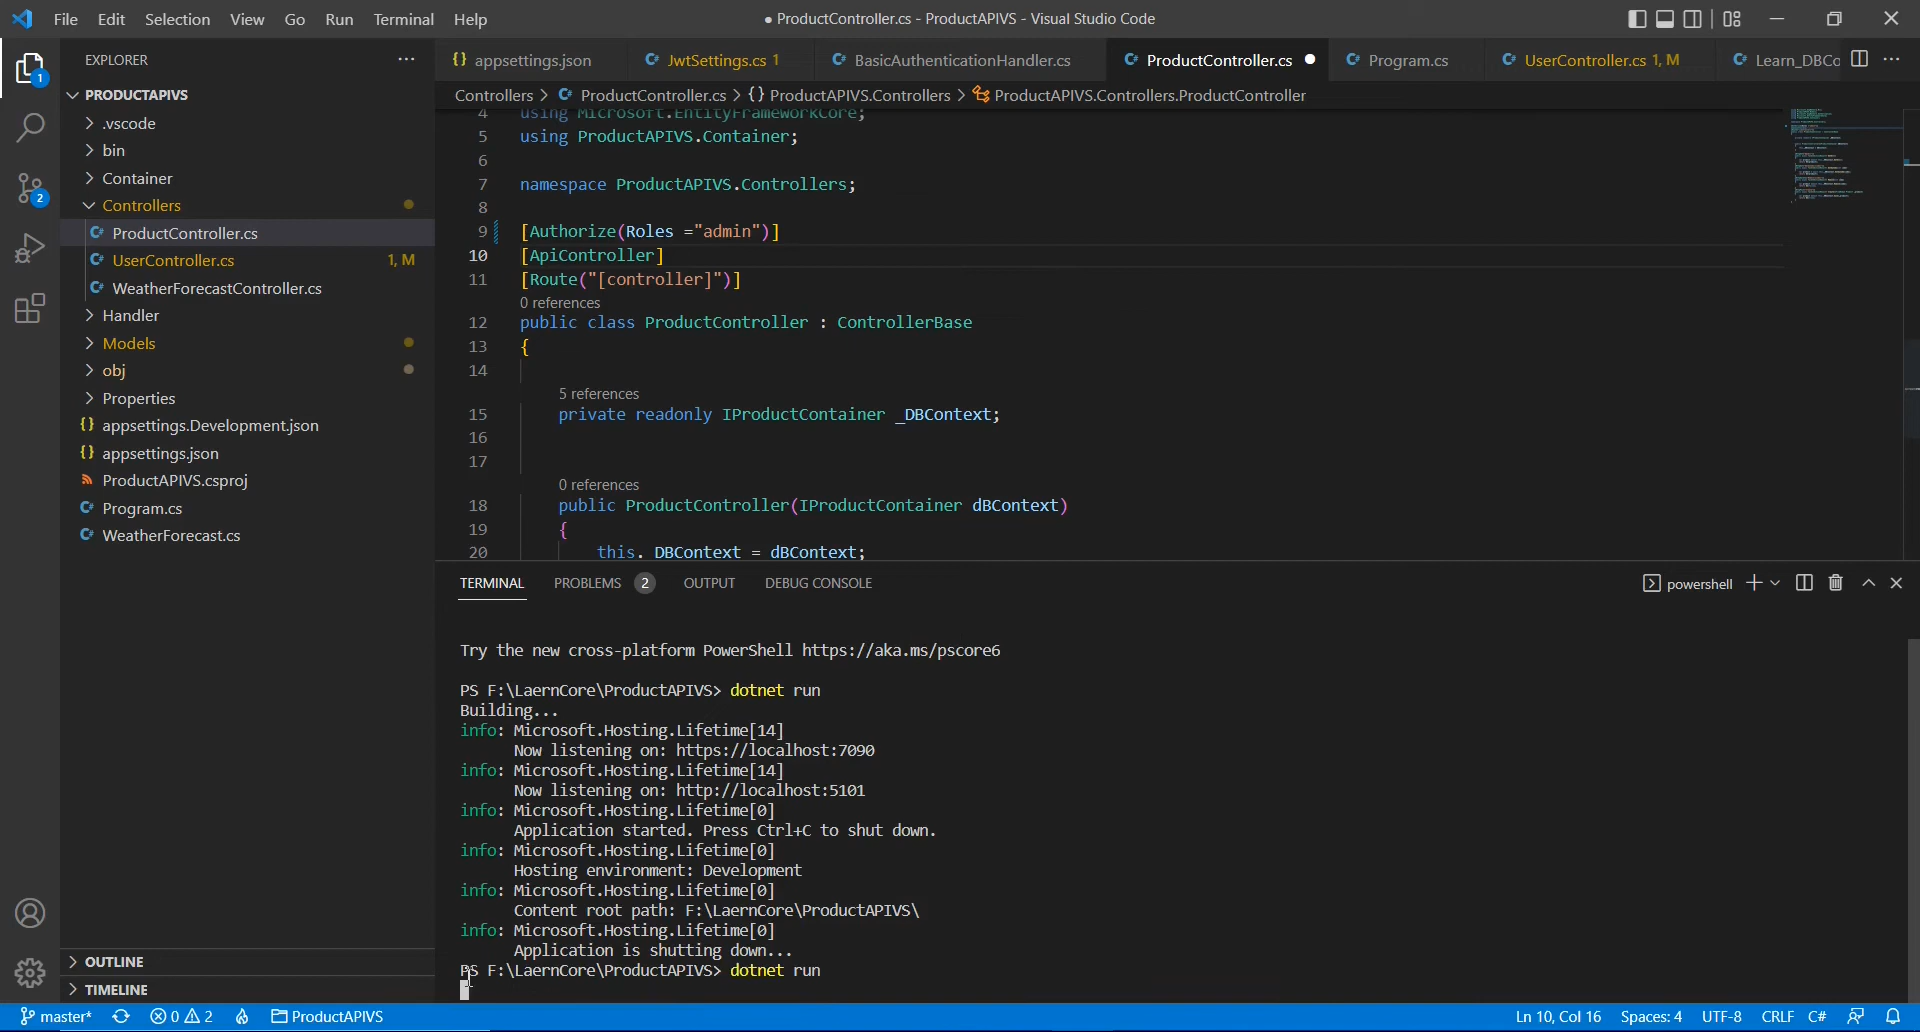 File Edit Selection View Go Run Terminal Help
● ProductController.cs - ProductAPIVS - Visual Studio Code
EXPLORER
PRODUCTAPIVS
.vscode
bin
Container
Controllers
ProductController.cs
UserController.cs 1, M
WeatherForecastController.cs
Handler
Models
obj
Properties
appsettings.Development.json
appsettings.json
ProductAPIVS.csproj
Program.cs
WeatherForecast.cs
OUTLINE
TIMELINE
1
2
appsettings.json JwtSettings.cs 1 BasicAuthenticationHandler.cs ProductController.cs ● Program.cs UserController.cs 1, M Learn_DBCo
Controllers > ProductController.cs > {} ProductAPIVS.Controllers > ProductAPIVS.Controllers.ProductController
4 using Microsoft.EntityFrameworkCore;
5 using ProductAPIVS.Container;
6
7 namespace ProductAPIVS.Controllers;
8
9 [Authorize(Roles ="admin")]
10 [ApiController]
11 [Route("[controller]")]
0 references
12 public class ProductController : ControllerBase
13 {
14
5 references
15 private readonly IProductContainer _DBContext;
16
17
0 references
18 public ProductController(IProductContainer dBContext)
19 {
20 this._DBContext = dBContext;
TERMINAL PROBLEMS 2 OUTPUT DEBUG CONSOLE
powershell
Try the new cross-platform PowerShell https://aka.ms/pscore6
PS F:\LaernCore\ProductAPIVS> dotnet run
Building...
info: Microsoft.Hosting.Lifetime[14]
Now listening on: https://localhost:7090
info: Microsoft.Hosting.Lifetime[14]
Now listening on: http://localhost:5101
info: Microsoft.Hosting.Lifetime[0]
Application started. Press Ctrl+C to shut down.
info: Microsoft.Hosting.Lifetime[0]
Hosting environment: Development
info: Microsoft.Hosting.Lifetime[0]
Content root path: F:\LaernCore\ProductAPIVS\
info: Microsoft.Hosting.Lifetime[0]
Application is shutting down...
PS F:\LaernCore\ProductAPIVS> dotnet run
master* 0 2 ProductAPIVS
Ln 10, Col 16 Spaces: 4 UTF-8 CRLF C#